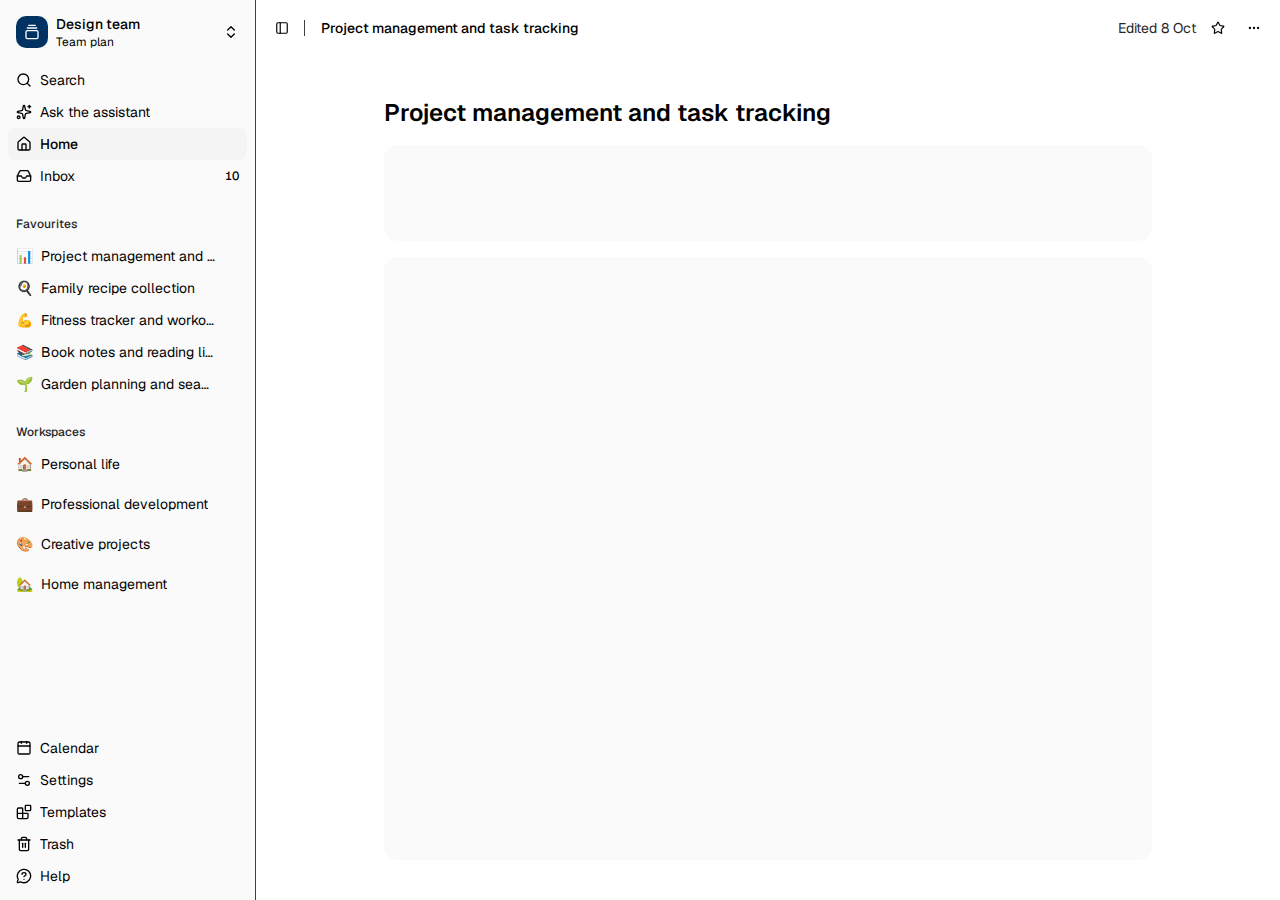 Design team
Team plan
Search
Ask the assistant
Home
Inbox 10
Favourites
Project management and ...
Family recipe collection
Fitness tracker and worko...
Book notes and reading li...
Garden planning and sea...
Workspaces
Personal life
Professional development
Creative projects
Home management
Calendar
Settings
Templates
Trash
Help
Project management and task tracking
Edited 8 Oct
Project management and task tracking